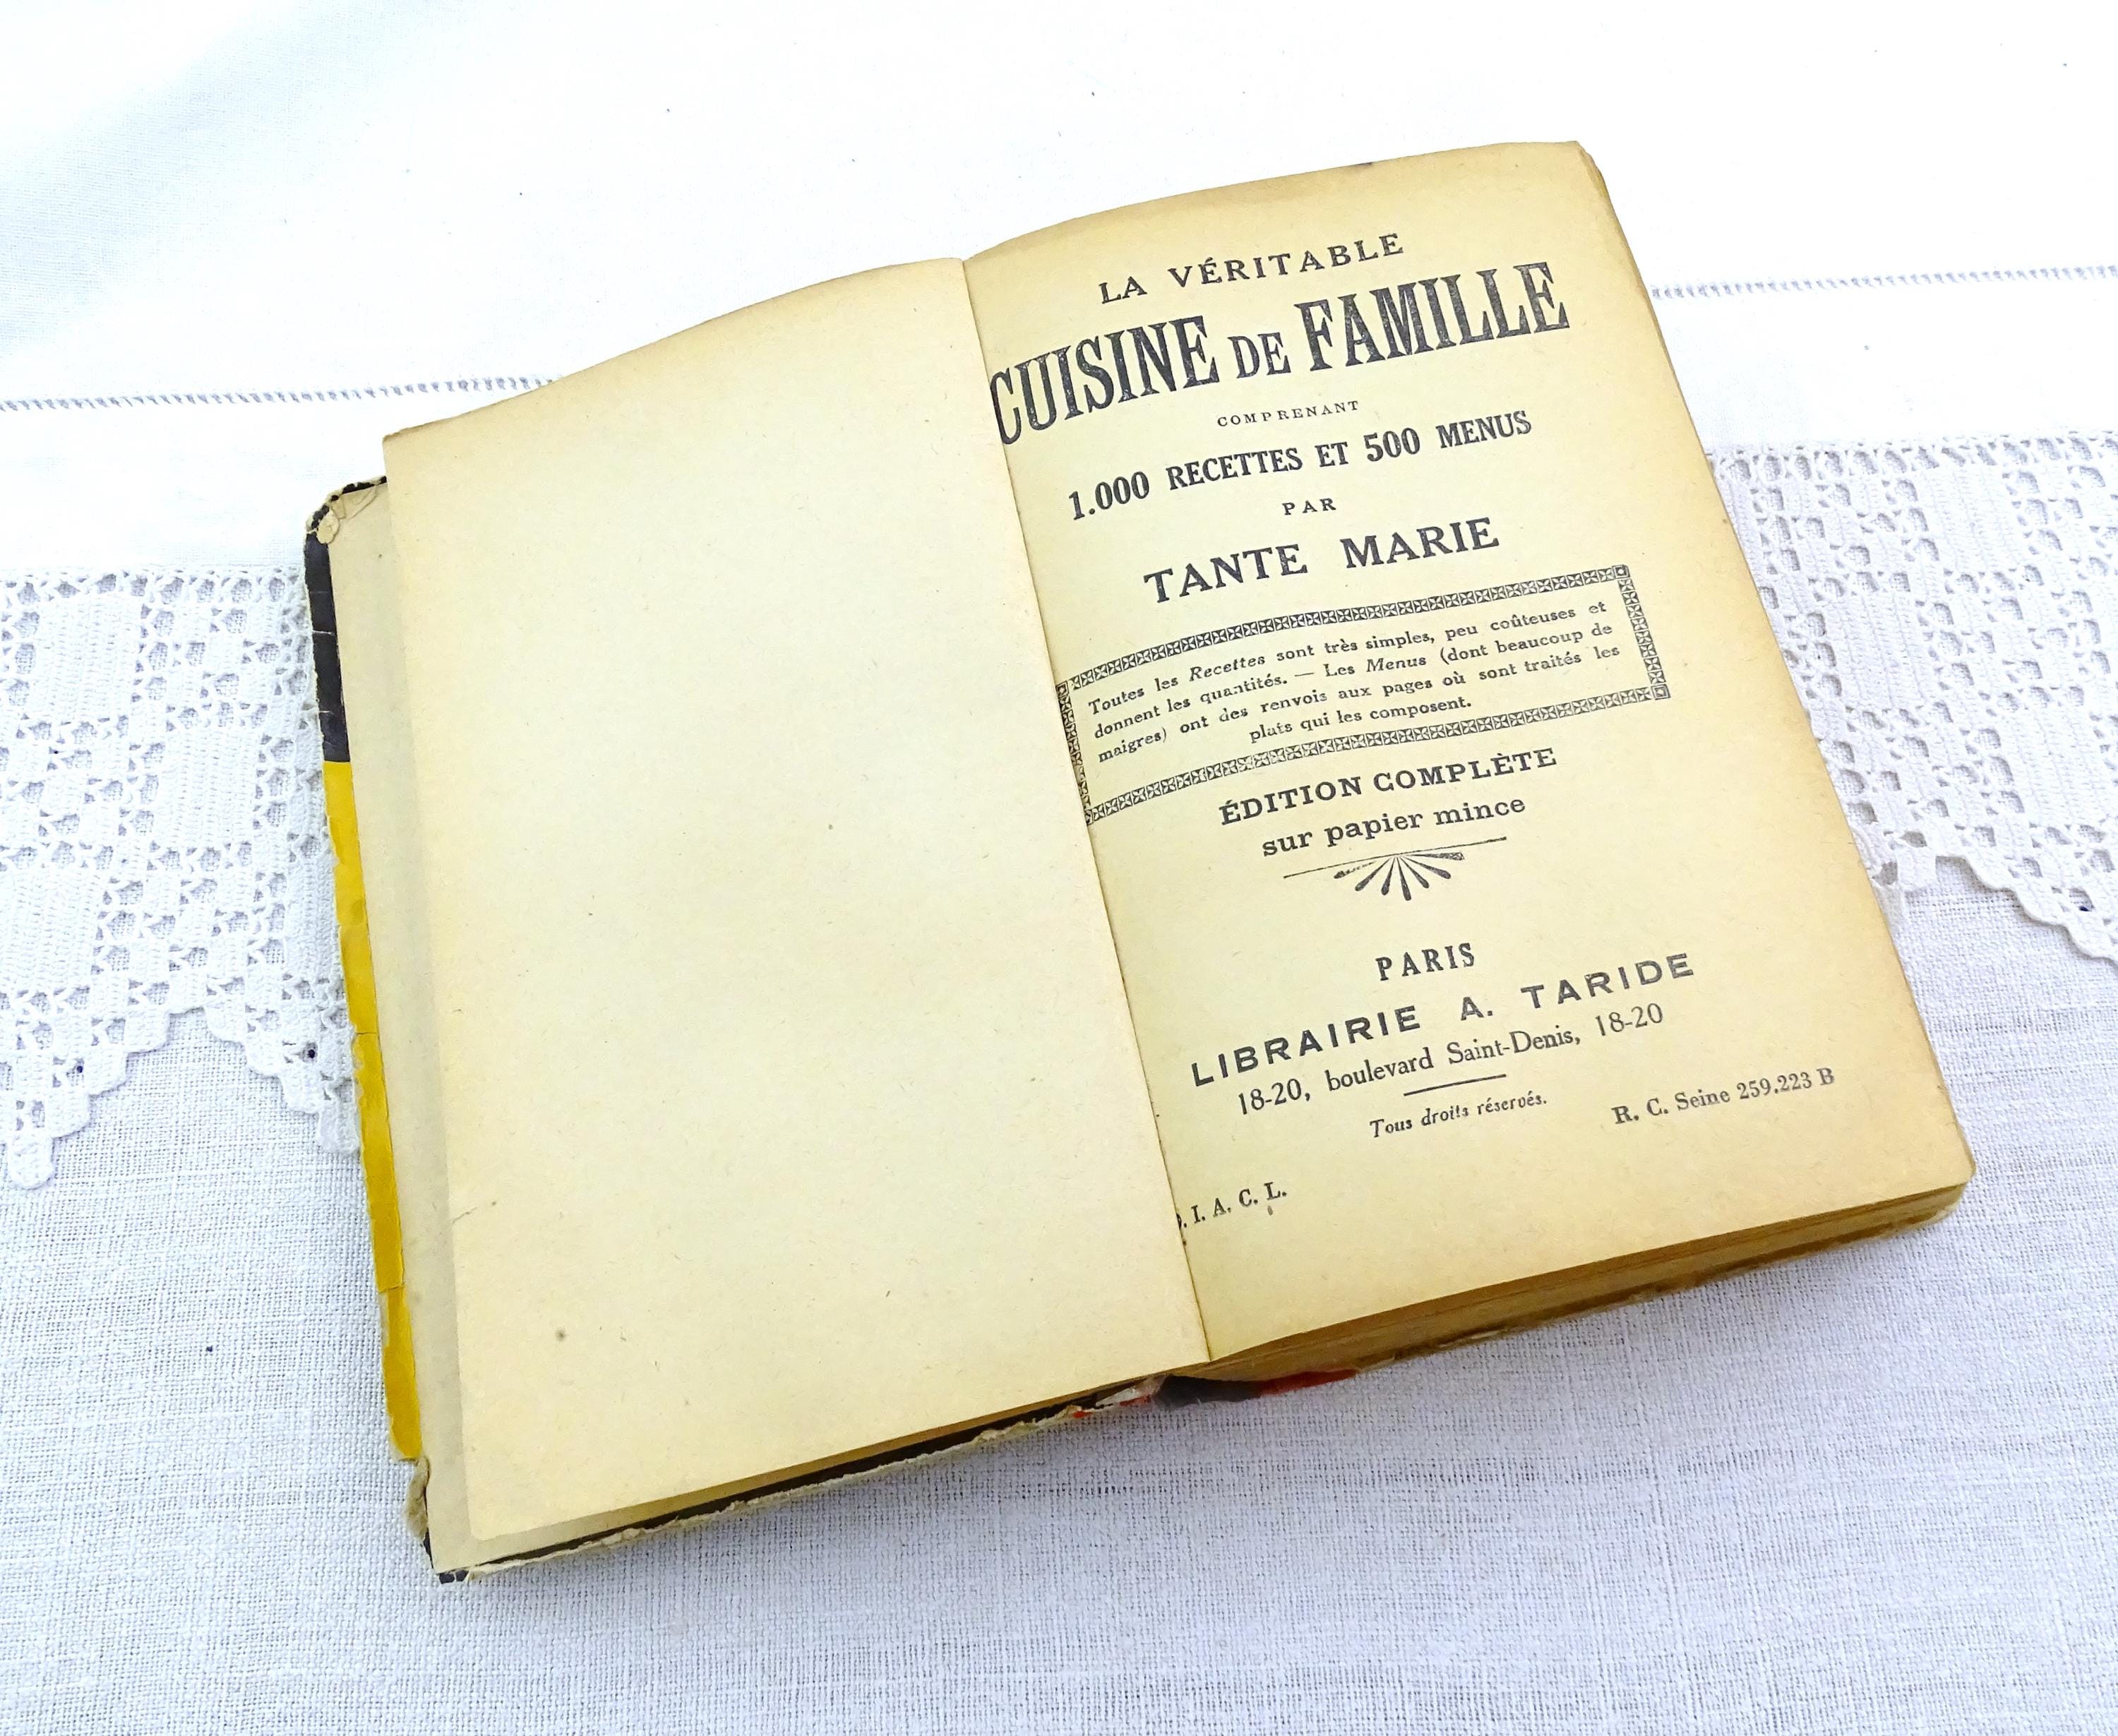 LA VÉRITABLE
CUISINE DE FAMILLE
COMPRENANT
1.000 RECETTES ET 500 MENUS
PAR
TANTE MARIE
Toutes les Recettes sont très simples, peu coûteuses et
donnent les quantités. — Les Menus (dont beaucoup de
maigres) ont des renvois aux pages où sont traités les
plats qui les composent.
ÉDITION COMPLÈTE
sur papier mince
PARIS
LIBRAIRIE A. TARIDE
18-20, boulevard Saint-Denis, 18-20
Tous droits réservés.
R. C. Seine 259.223 B
. I. A. C. L.